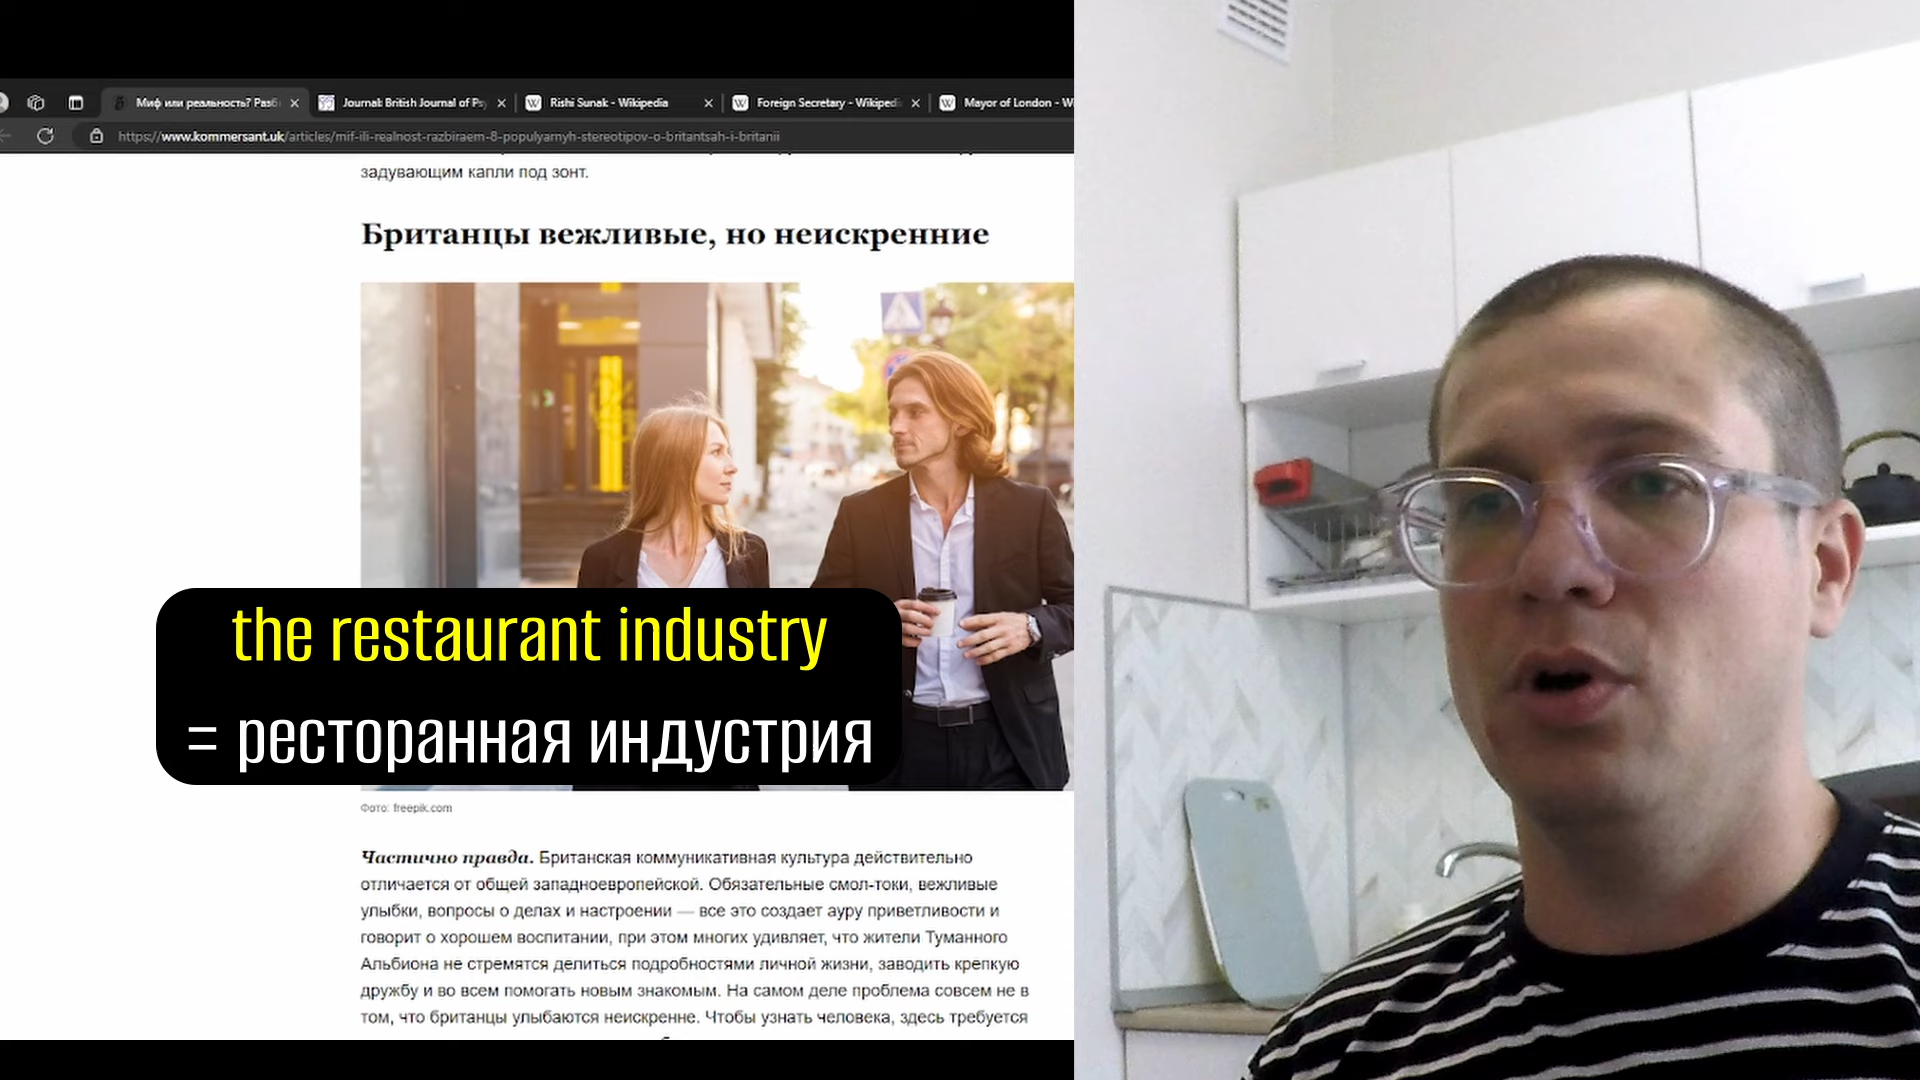 Миф или реальность? Разб
Journal: British Journal of Ps
Rishi Sunak - Wikipedia
Foreign Secretary - Wikiped
Mayor of London - W
https://www.kommersant.uk/articles/mif-ili-realnost-razbiraem-8-populyarnyh-stereotipov-o-britantsah-i-britanii
задувающим капли под зонт.
Британцы вежливые, но неискренние
the restaurant industry
= ресторанная индустрия
Фото: freepik.com
Частично правда. Британская коммуникативная культура действительно
отличается от общей западноевропейской. Обязательные смол-токи, вежливые
улыбки, вопросы о делах и настроении — все это создает ауру приветливости и
говорит о хорошем воспитании, при этом многих удивляет, что жители Туманного
Альбиона не стремятся делиться подробностями личной жизни, заводить крепкую
дружбу и во всем помогать новым знакомым. На самом деле проблема совсем не в
том, что британцы улыбаются неискренне. Чтобы узнать человека, здесь требуется